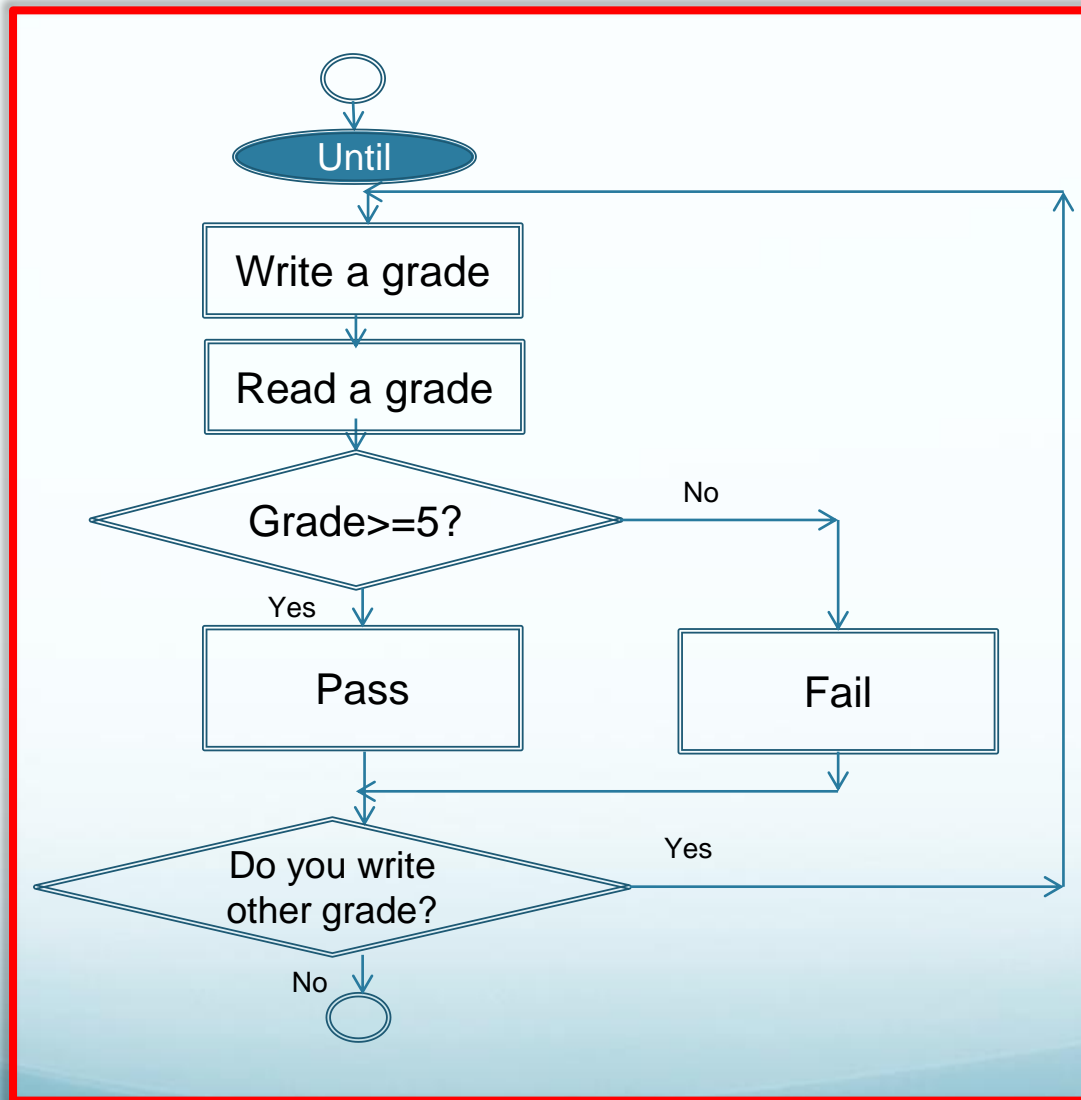 Until
Write a grade
Read a grade
Grade>=5?
No
Yes
Pass
Fail
Do you write
other grade?
Yes
No